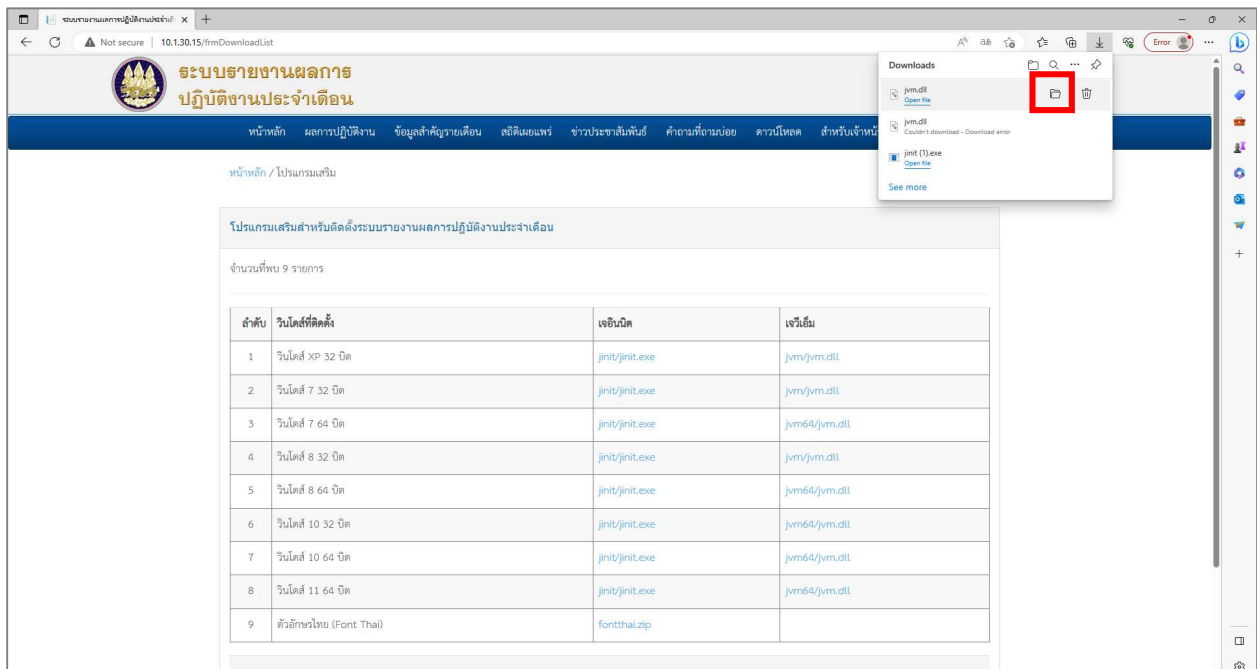 ระบบรายงานผลการปฏิบัติงานประจำเดื
Not secure
10.1.30.15/frmDownloadList
Error
ระบบรายงานผลการ
ปฏิบัติงานประจำเดือน
หน้าหลัก ผลการปฏิบัติงาน ข้อมูลสำคัญรายเดือน สถิติเผยแพร่ ข่าวประชาสัมพันธ์ คำถามที่ถามบ่อย ดาวน์โหลด สำหรับเจ้าหน้
Downloads
jvm.dll
Open file
jvm.dll
Couldn't download - Download error
jinit (1).exe
Open file
See more
หน้าหลัก / โปรแกรมเสริม
โปรแกรมเสริมสำหรับติดตั้งระบบรายงานผลการปฏิบัติงานประจำเดือน
จำนวนที่พบ 9 รายการ
ลำดับ วินโดส์ที่ติดตั้ง เจอินนิต เจวีเอ็ม
1 วินโดส์ XP 32 บิต jinit/jinit.exe jvm/jvm.dll
2 วินโดส์ 7 32 บิต jinit/jinit.exe jvm/jvm.dll
3 วินโดส์ 7 64 บิต jinit/jinit.exe jvm64/jvm.dll
4 วินโดส์ 8 32 บิต jinit/jinit.exe jvm/jvm.dll
5 วินโดส์ 8 64 บิต jinit/jinit.exe jvm64/jvm.dll
6 วินโดส์ 10 32 บิต jinit/jinit.exe jvm64/jvm.dll
7 วินโดส์ 10 64 บิต jinit/jinit.exe jvm64/jvm.dll
8 วินโดส์ 11 64 บิต jinit/jinit.exe jvm64/jvm.dll
9 ตัวอักษรไทย (Font Thai) fontthai.zip